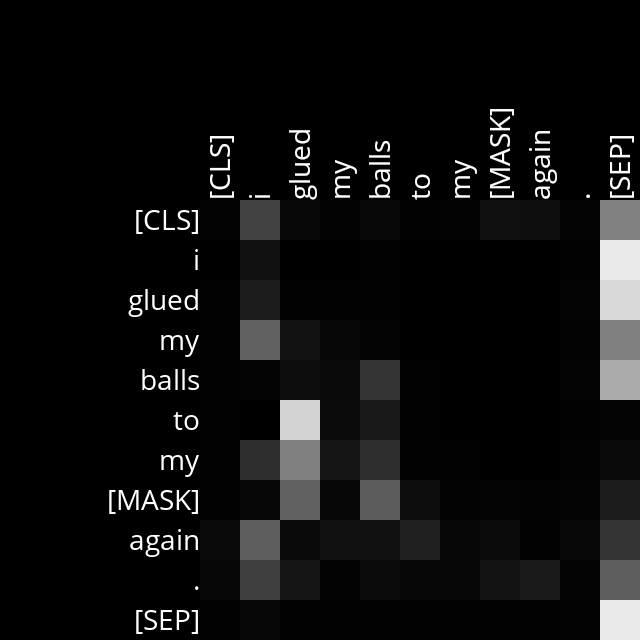 [CLS] i glued my balls to my [MASK] again . [SEP]
[CLS]
i
glued
my
balls
to
my
[MASK]
again
.
[SEP]